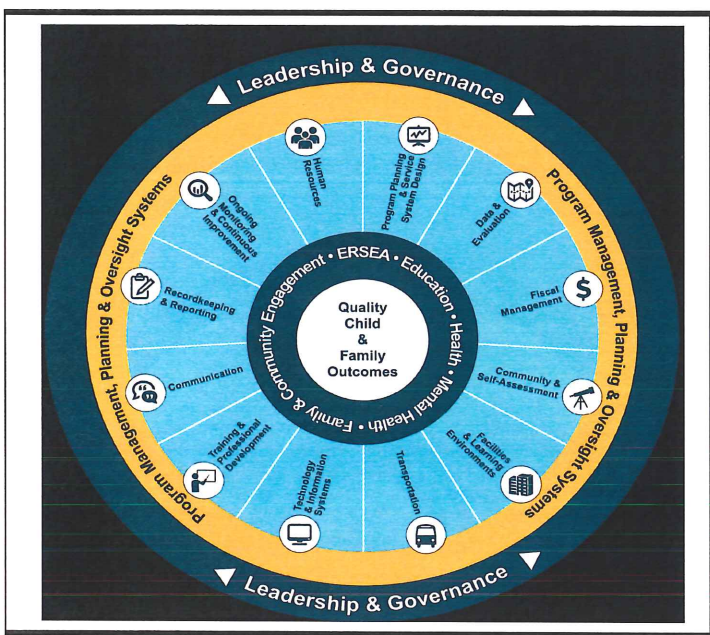 Leadership & Governance
Program Management, Planning & Oversight Systems
Program Management, Planning & Oversight Systems
Human
Resources
Program Planning
& Service
System Design
Data &
Evaluation
Fiscal
Management
Community &
Self-Assessment
Facilities
& Learning
Environments
Transportation
Technology
& Information
Systems
Training &
Professional
Development
Communication
Recordkeeping
& Reporting
Ongoing
Monitoring
& Continuous
Improvement
Family & Community Engagement • ERSEA • Education • Health • Mental Health •
Quality
Child
&
Family
Outcomes
$
Leadership & Governance